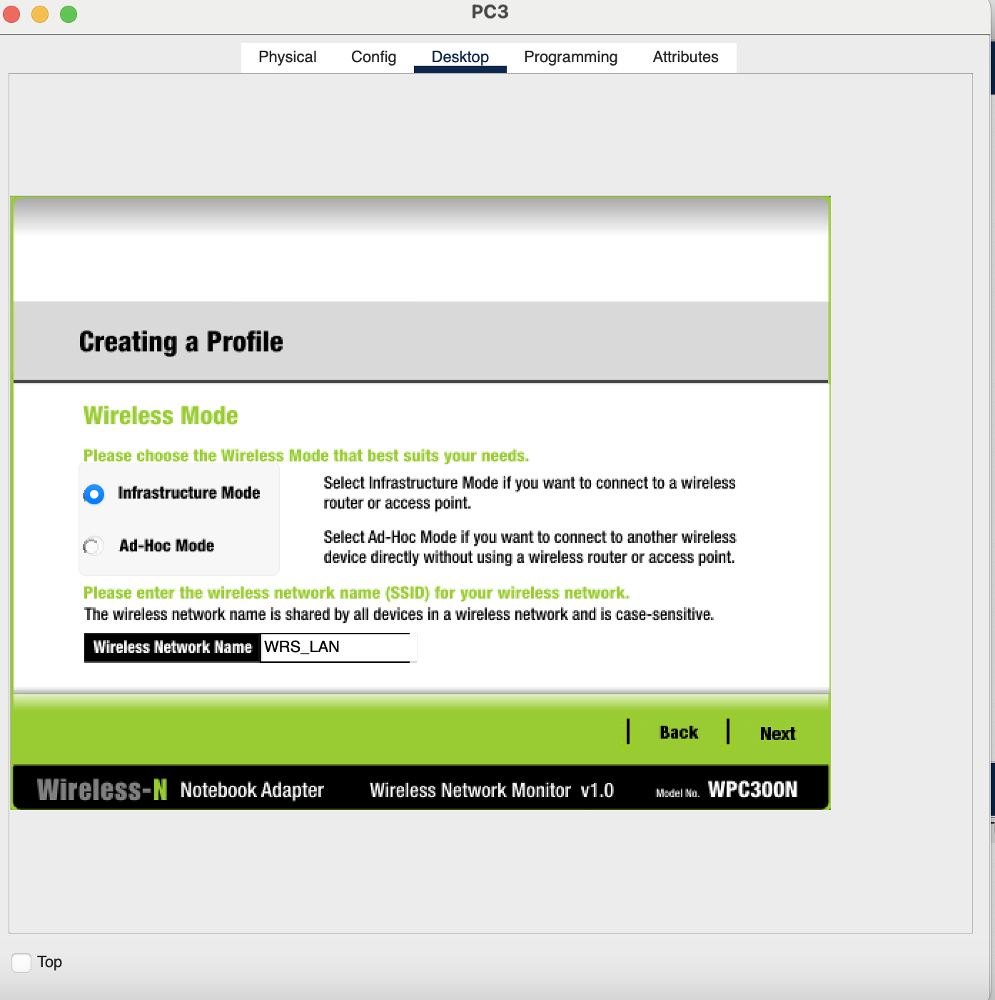 PC3
Physical Config Desktop Programming Attributes
Creating a Profile
Wireless Mode
Please choose the Wireless Mode that best suits your needs.
Infrastructure Mode
Select Infrastructure Mode if you want to connect to a wireless
router or access point.
Ad-Hoc Mode
Select Ad-Hoc Mode if you want to connect to another wireless
device directly without using a wireless router or access point.
Please enter the wireless network name (SSID) for your wireless network.
The wireless network name is shared by all devices in a wireless network and is case-sensitive.
Wireless Network Name WRS_LAN
Back Next
Wireless-N Notebook Adapter Wireless Network Monitor v1.0 Model No. WPC300N
Top